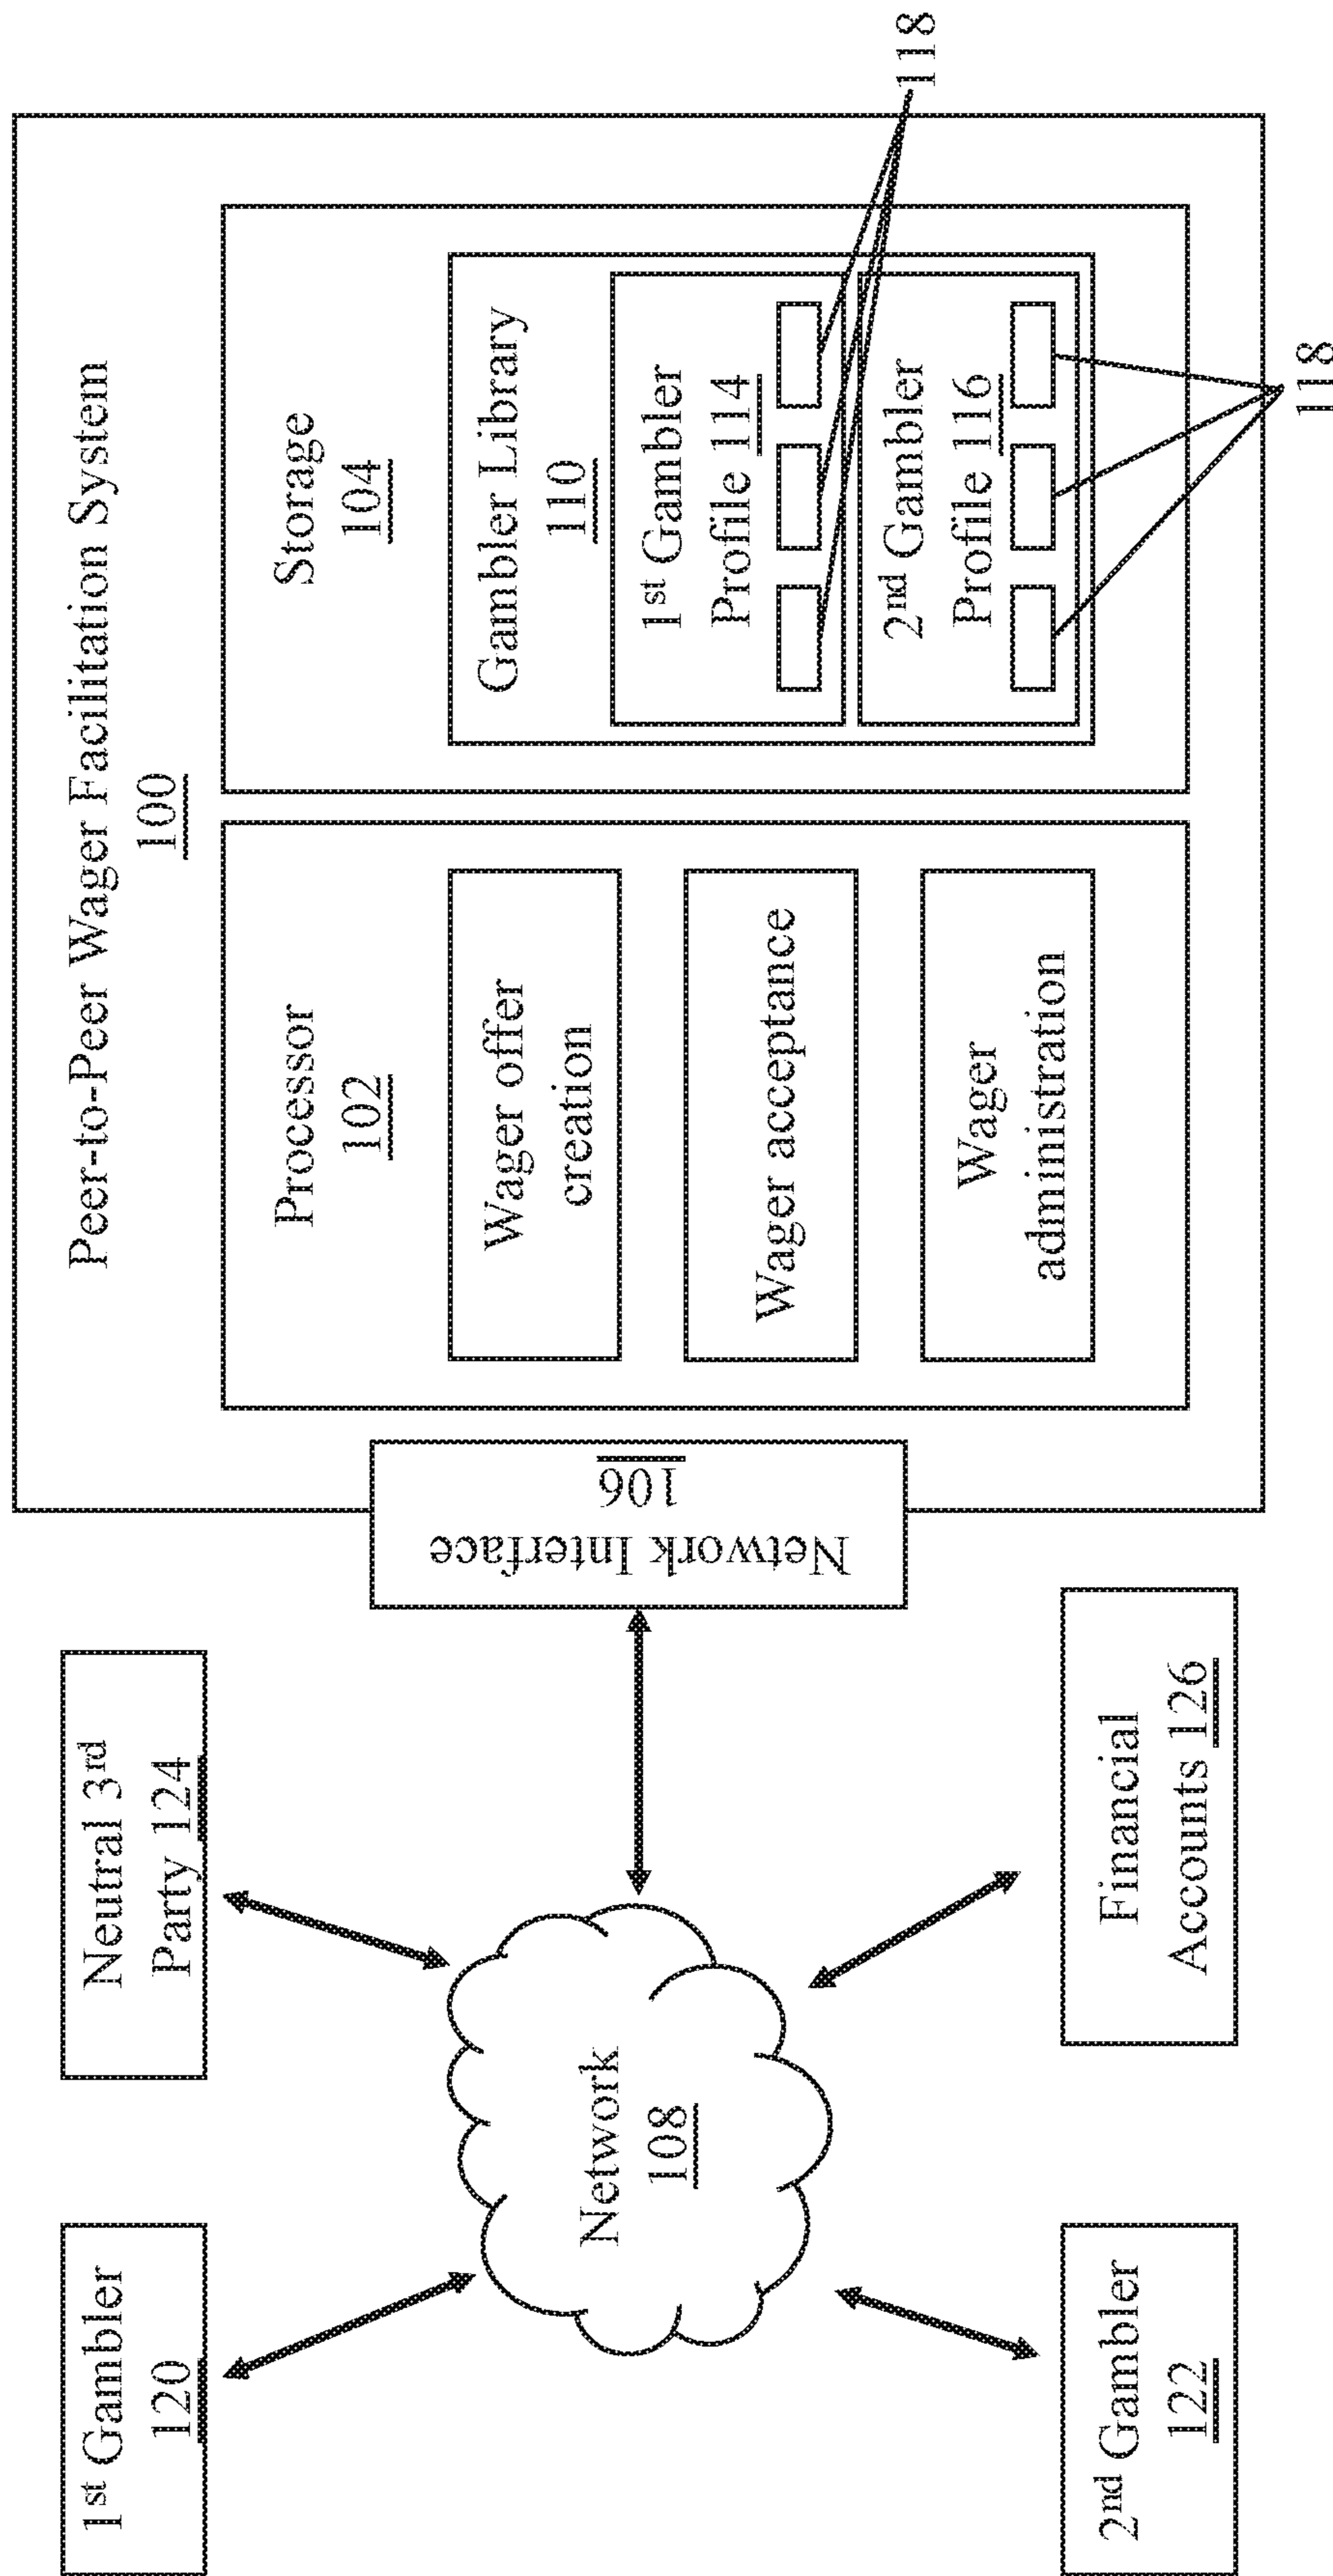 Peer-to-Peer Wager Facilitation System
100
1st Gambler
120
Neutral 3rd
Party 124
Network
108
2nd Gambler
122
Financial
Accounts 126
Network Interface
106
Processor
102
Wager offer
creation
Wager acceptance
Wager
administration
Storage
104
Gambler Library
110
1st Gambler
Profile 114
2nd Gambler
Profile 116
118
118